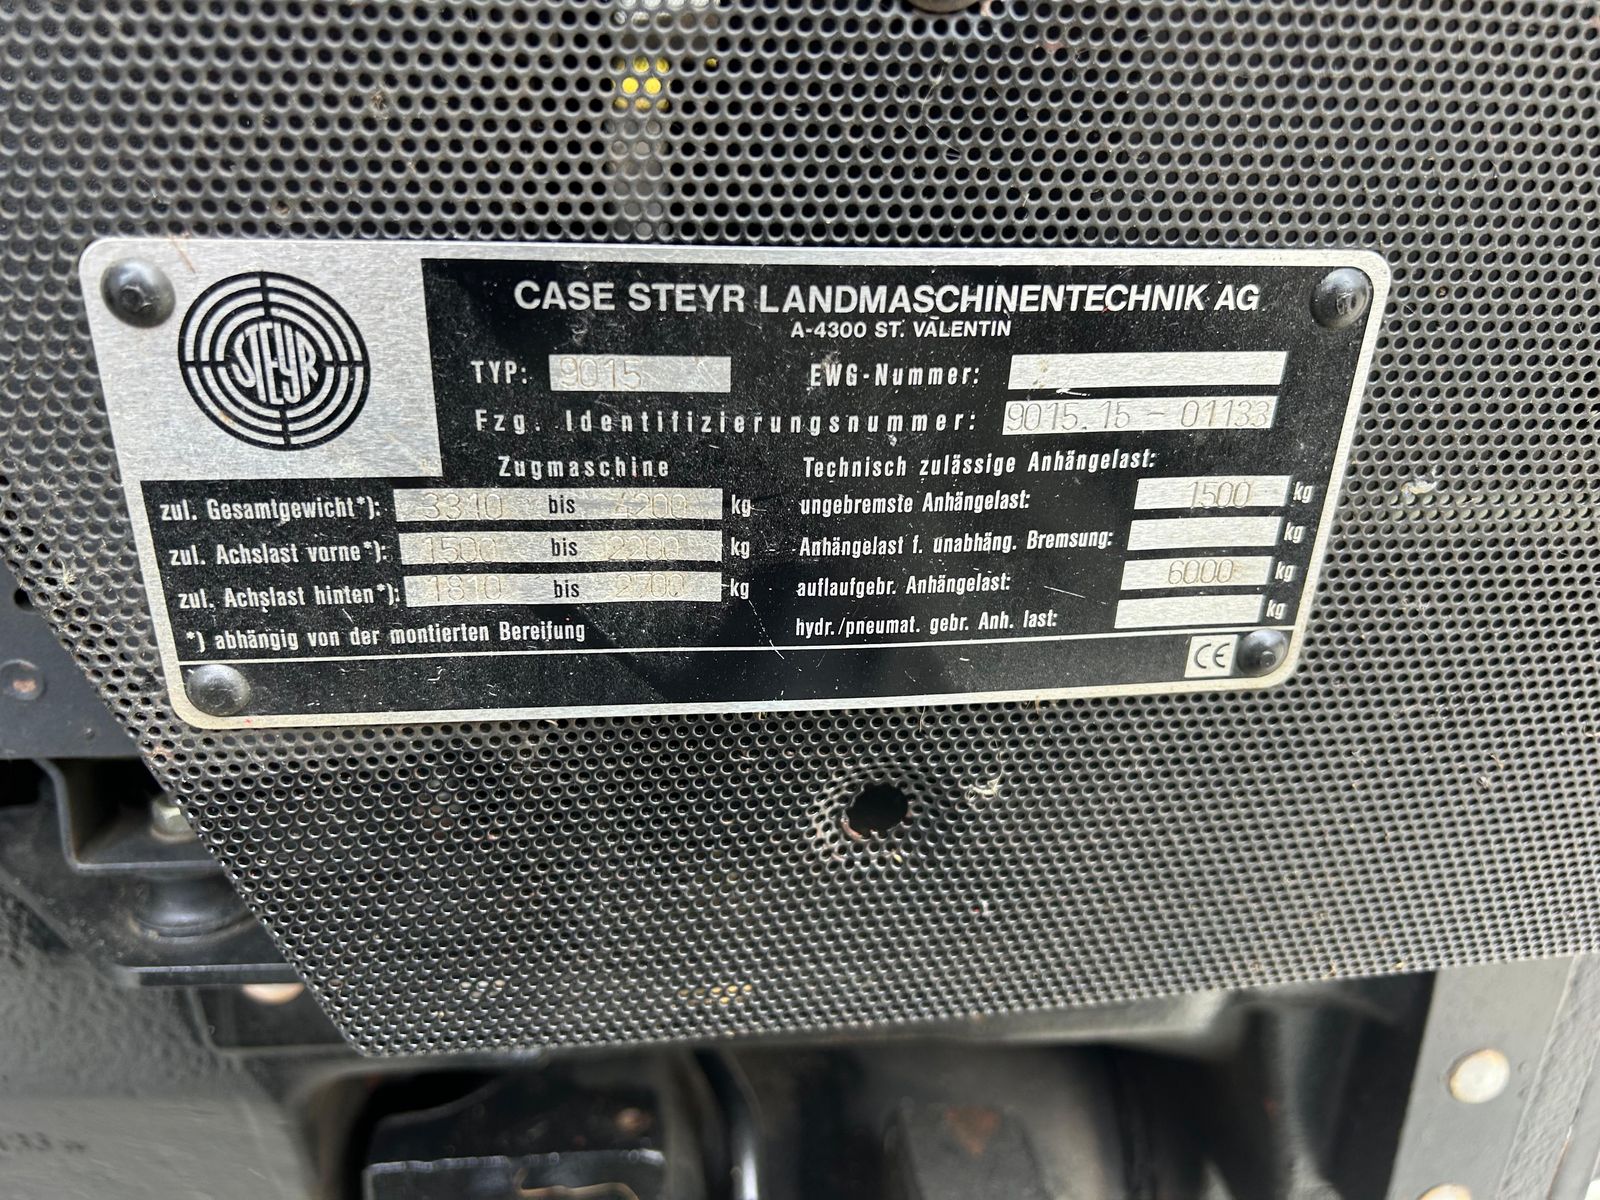 STEYR
CASE STEYR LANDMASCHINENTECHNIK AG
A-4300 ST. VALENTIN
TYP: 9015 EWG-Nummer:
Fzg. Identifizierungsnummer: 9015.15-01133
Zugmaschine
zul. Gesamtgewicht*): 3310 bis 4200 kg
zul. Achslast vorne*): 1500 bis 2200 kg
zul. Achslast hinten*): 1810 bis 2700 kg
*) abhängig von der montierten Bereifung
Technisch zulässige Anhängelast:
ungebremste Anhängelast: 1500 kg
Anhängelast f. unabhäng. Bremsung: kg
auflaufgebr. Anhängelast: 6000 kg
hydr./pneumat. gebr. Anh. last: kg
CE